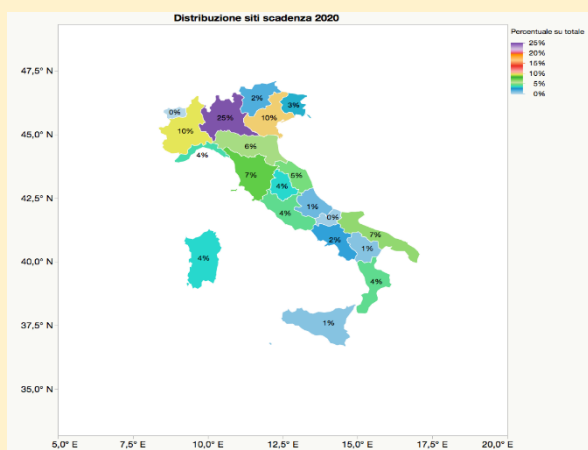 Distribuzione siti scadenza 2020
Percentuale su totale
25%
20%
15%
10%
5%
0%
47,5° N
45,0° N
42,5° N
40,0° N
37,5° N
35,0° N
0%
2%
3%
25%
10%
10%
6%
4%
7%
5%
4%
1%
4%
0%
2%
7%
1%
4%
4%
1%
5,0° E
7,5° E
10,0° E
12,5° E
15,0° E
17,5° E
20,0° E